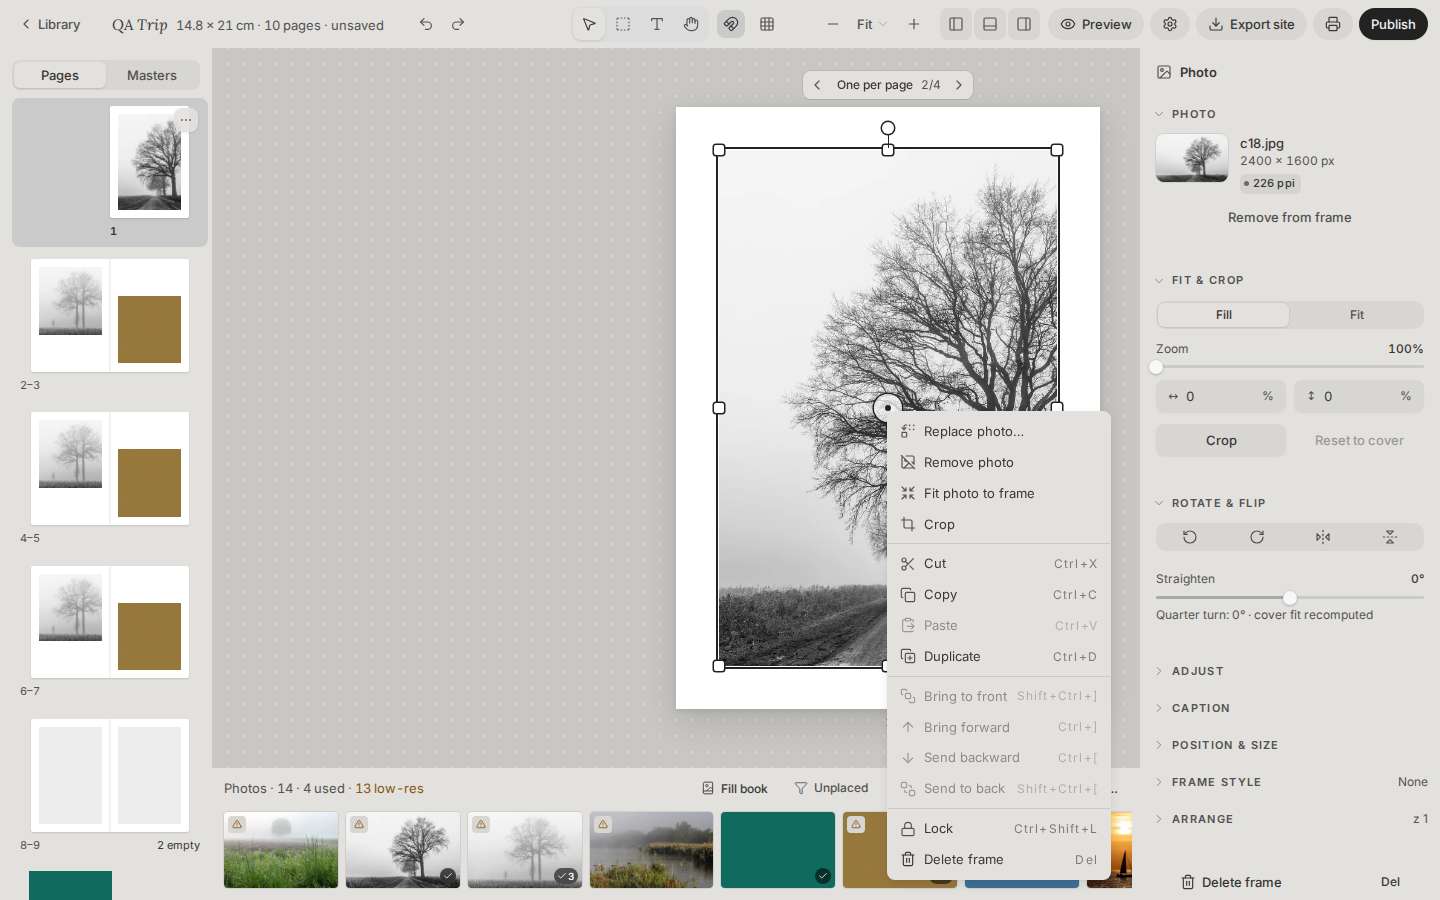 Library
QA Trip 14.8 × 21 cm · 10 pages · unsaved
Fit
Preview
Export site
Publish
Pages
Masters
One per page 2/4
1
2–3
4–5
6–7
8–9
2 empty
Replace photo...
Remove photo
Fit photo to frame
Crop
Cut Ctrl+X
Copy Ctrl+C
Paste Ctrl+V
Duplicate Ctrl+D
Bring to front Shift+Ctrl+]
Bring forward Ctrl+]
Send backward Ctrl+[
Send to back Shift+Ctrl+[
Lock Ctrl+Shift+L
Delete frame Del
Photos · 14 · 4 used · 13 low-res
Fill book
Unplaced
3
Photo
PHOTO
c18.jpg
2400 × 1600 px
226 ppi
Remove from frame
FIT & CROP
Fill
Fit
Zoom 100%
0 %
0 %
Crop
Reset to cover
ROTATE & FLIP
Straighten 0°
Quarter turn: 0° · cover fit recomputed
ADJUST
CAPTION
POSITION & SIZE
FRAME STYLE None
ARRANGE z 1
Delete frame Del